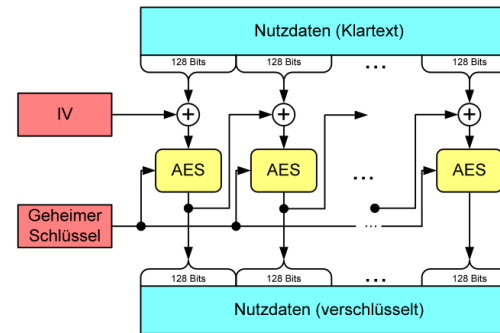 Nutzdaten (Klartext)
128 Bits 128 Bits ... 128 Bits
IV
AES AES ... AES
Geheimer
Schlüssel
...
128 Bits 128 Bits ... 128 Bits
Nutzdaten (verschlüsselt)